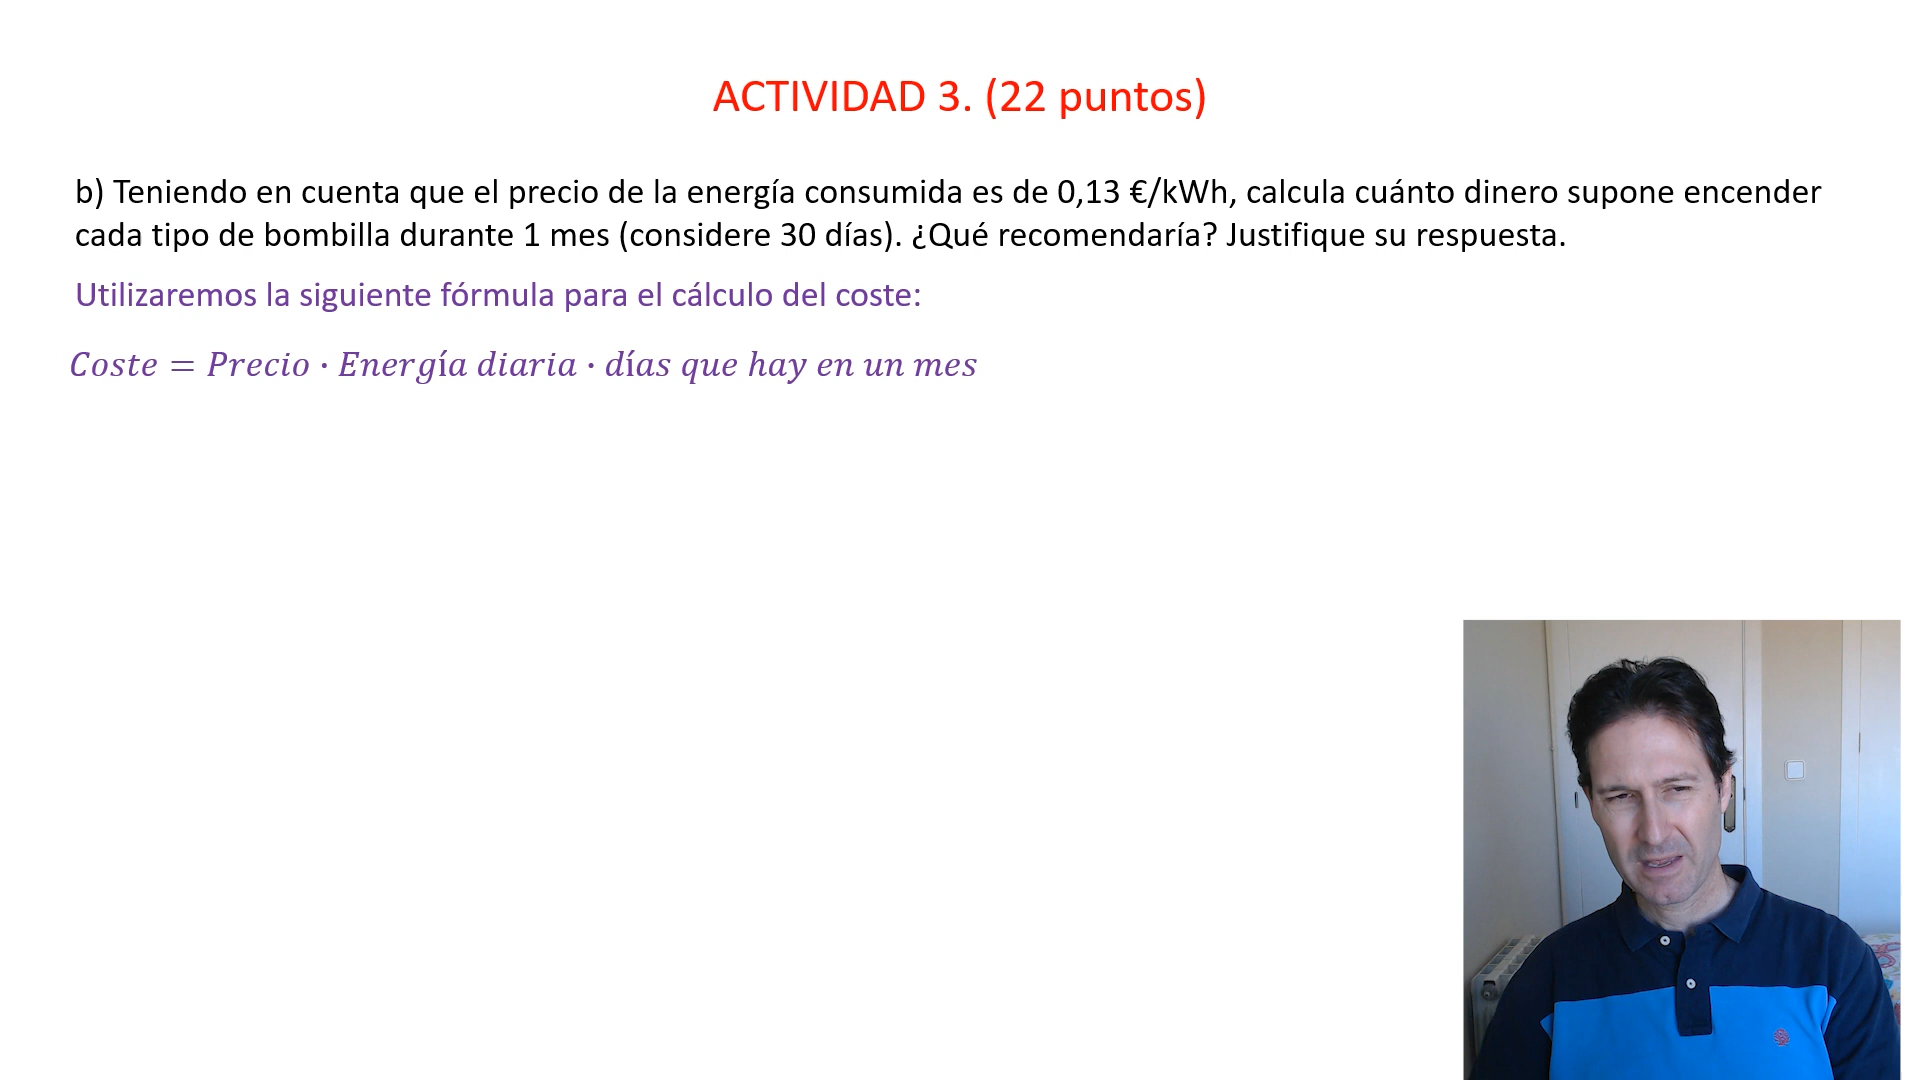 ACTIVIDAD 3. (22 puntos)
b) Teniendo en cuenta que el precio de la energía consumida es de 0,13 €/kWh, calcula cuánto dinero supone encender
cada tipo de bombilla durante 1 mes (considere 30 días). ¿Qué recomendaría? Justifique su respuesta.
Utilizaremos la siguiente fórmula para el cálculo del coste:
Coste = Precio · Energía diaria · días que hay en un mes